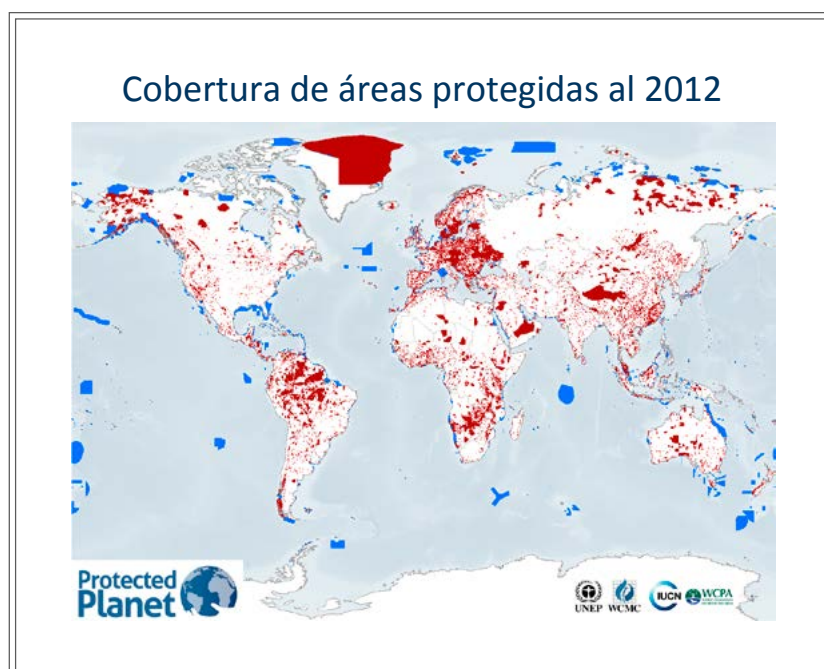 Cobertura de áreas protegidas al 2012
Protected
Planet
UNEP WCMC
IUCN
WCPA